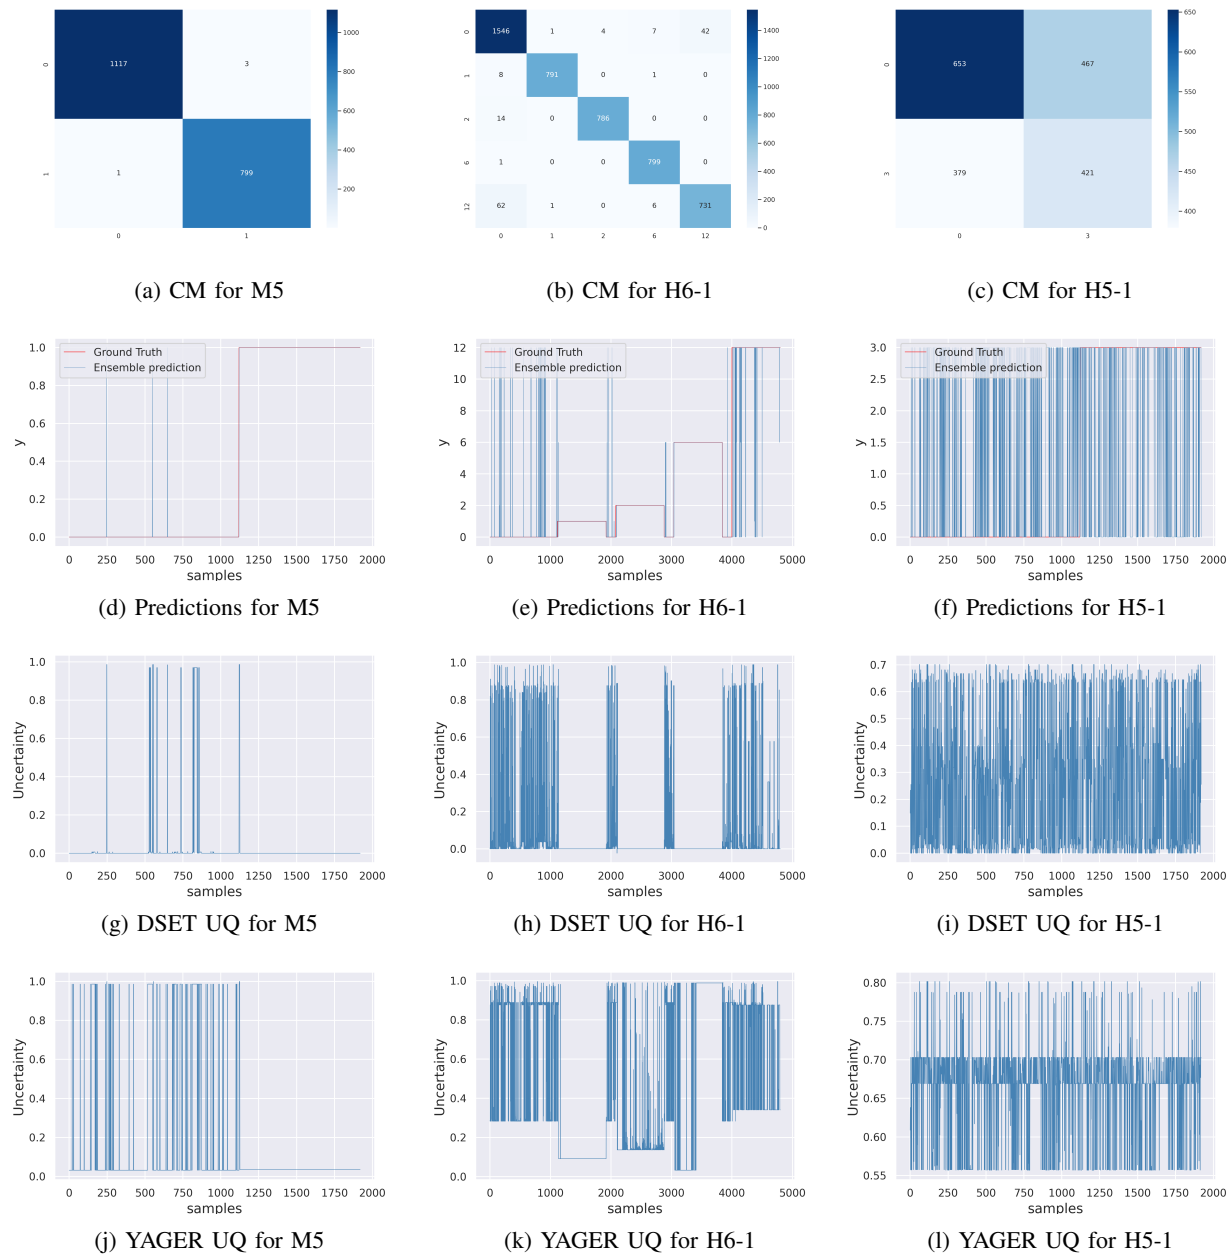 1117 3
1 799
0 1
0 1
1000
800
600
400
200
(a) CM for M5
1546 1 4 7 42
8 791 0 1 0
14 0 786 0 0
1 0 0 799 0
62 1 0 6 731
0 1 2 6 12
0 1 2 6 12
1400
1200
1000
800
600
400
200
0
(b) CM for H6-1
653 467
379 421
0 3
0 3
650
600
550
500
450
400
(c) CM for H5-1
Ground Truth
Ensemble prediction
1.0
0.8
0.6
0.4
0.2
0.0
y
0 250 500 750 1000 1250 1500 1750 2000
samples
(d) Predictions for M5
Ground Truth
Ensemble prediction
12
10
8
6
4
2
0
y
0 1000 2000 3000 4000 5000
samples
(e) Predictions for H6-1
Ground Truth
Ensemble prediction
3.0
2.5
2.0
1.5
1.0
0.5
0.0
y
0 250 500 750 1000 1250 1500 1750 2000
samples
(f) Predictions for H5-1
1.0
0.8
0.6
0.4
0.2
0.0
Uncertainty
0 250 500 750 1000 1250 1500 1750 2000
samples
(g) DSET UQ for M5
1.0
0.8
0.6
0.4
0.2
0.0
Uncertainty
0 1000 2000 3000 4000 5000
samples
(h) DSET UQ for H6-1
0.7
0.6
0.5
0.4
0.3
0.2
0.1
0.0
Uncertainty
0 250 500 750 1000 1250 1500 1750 2000
samples
(i) DSET UQ for H5-1
1.0
0.8
0.6
0.4
0.2
0.0
Uncertainty
0 250 500 750 1000 1250 1500 1750 2000
samples
(j) YAGER UQ for M5
1.0
0.8
0.6
0.4
0.2
0.0
Uncertainty
0 1000 2000 3000 4000 5000
samples
(k) YAGER UQ for H6-1
0.80
0.75
0.70
0.65
0.60
0.55
Uncertainty
0 250 500 750 1000 1250 1500 1750 2000
samples
(l) YAGER UQ for H5-1